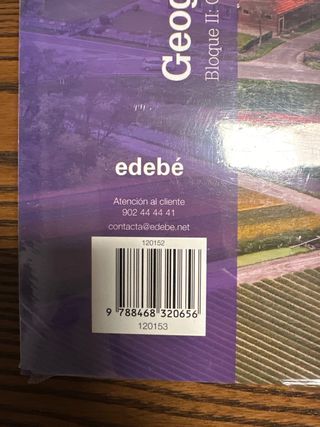 Geog
Bloque II:
edebé
Atención al cliente
902 44 44 41
contacta@edebe.net
120152
9 788468 320656
120153